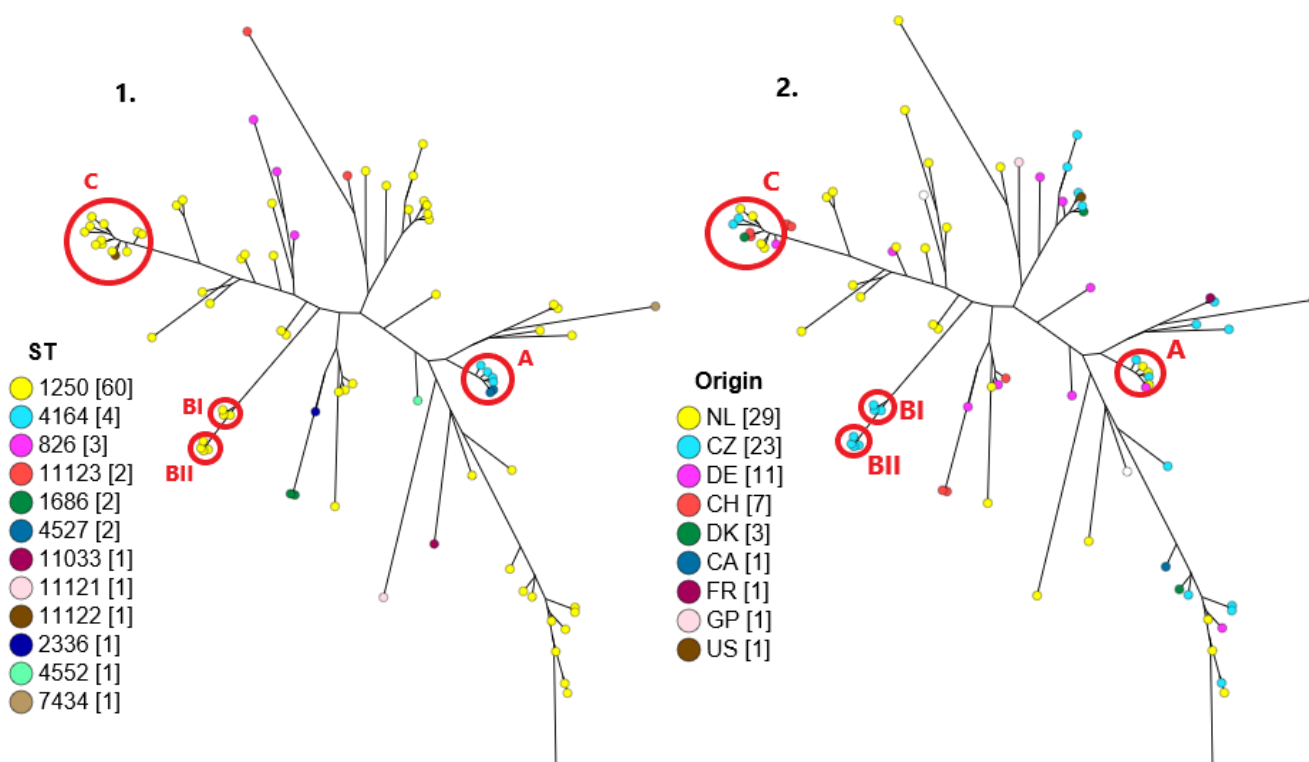 1.
C
BI
BII
A
ST
1250 [60]
4164 [4]
826 [3]
11123 [2]
1686 [2]
4527 [2]
11033 [1]
11121 [1]
11122 [1]
2336 [1]
4552 [1]
7434 [1]
2.
C
BI
BII
A
Origin
NL [29]
CZ [23]
DE [11]
CH [7]
DK [3]
CA [1]
FR [1]
GP [1]
US [1]